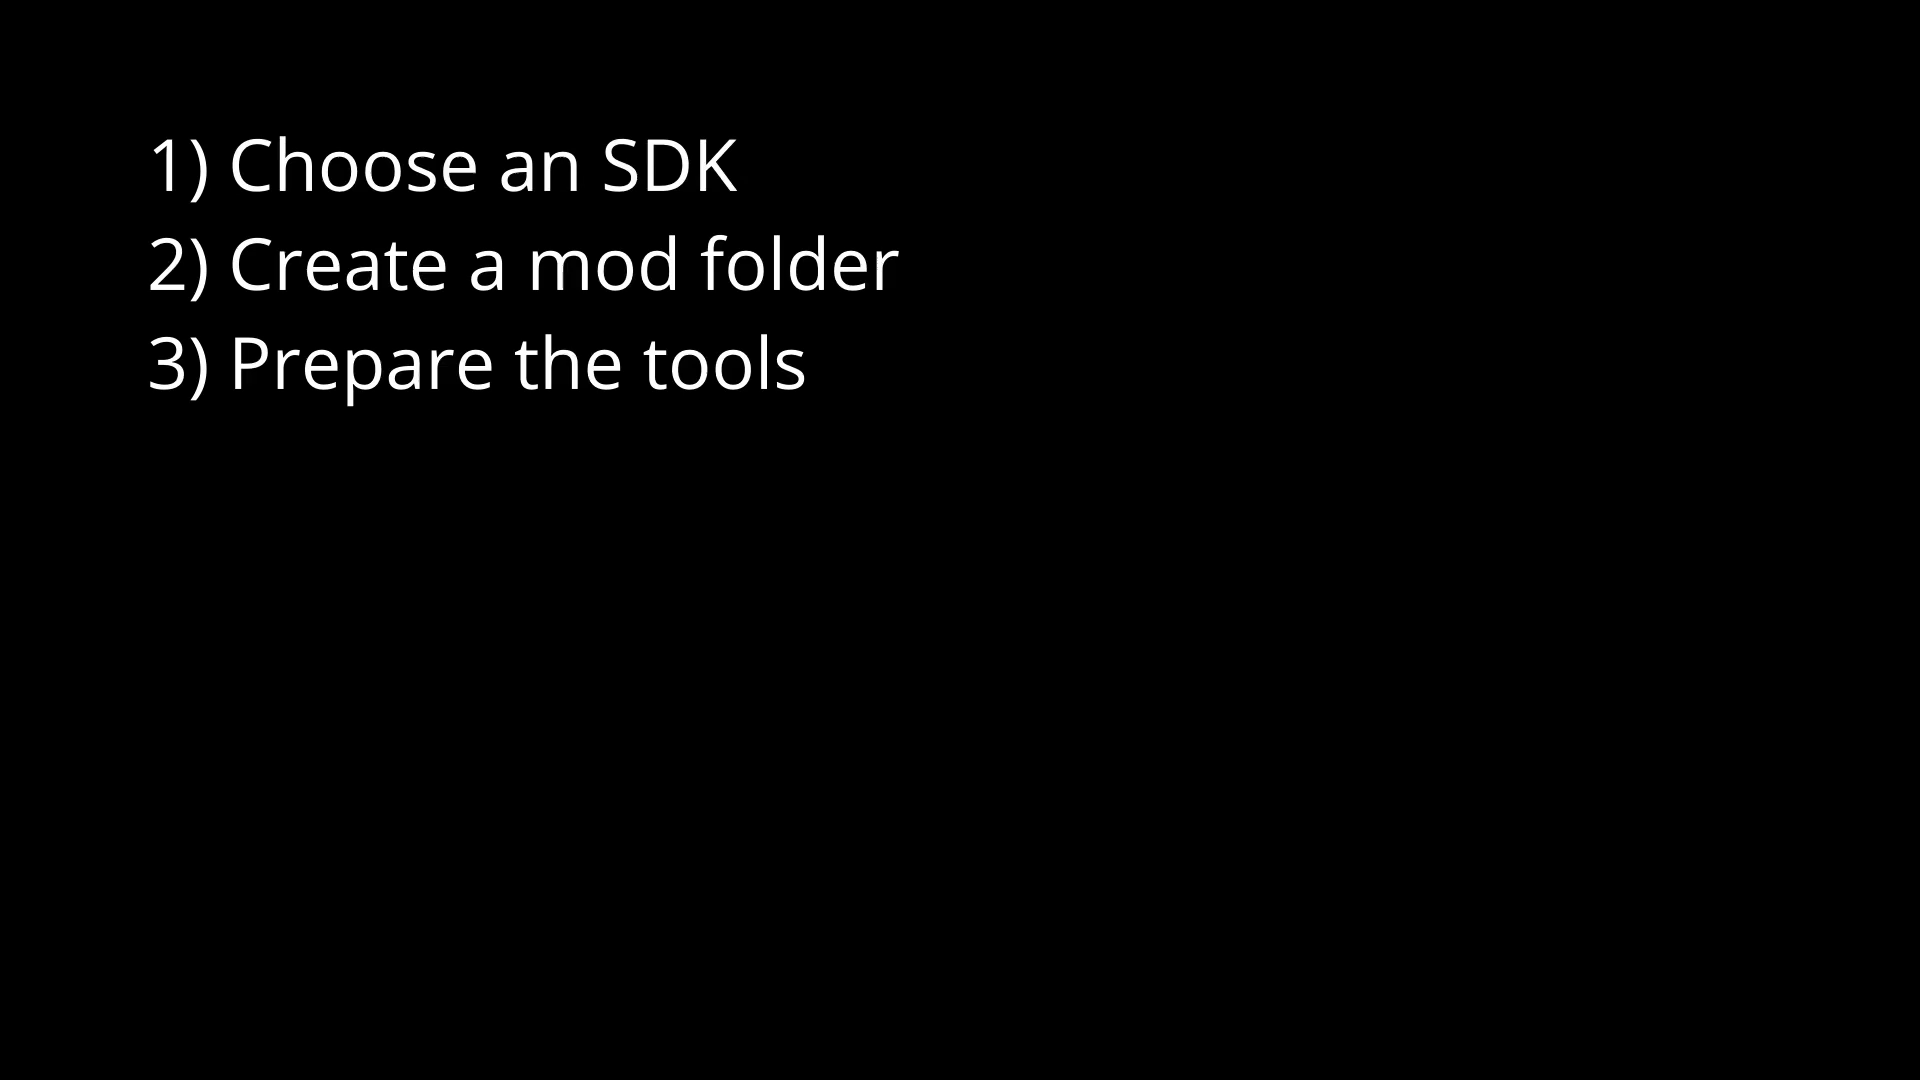 1) Choose an SDK
2) Create a mod folder
3) Prepare the tools